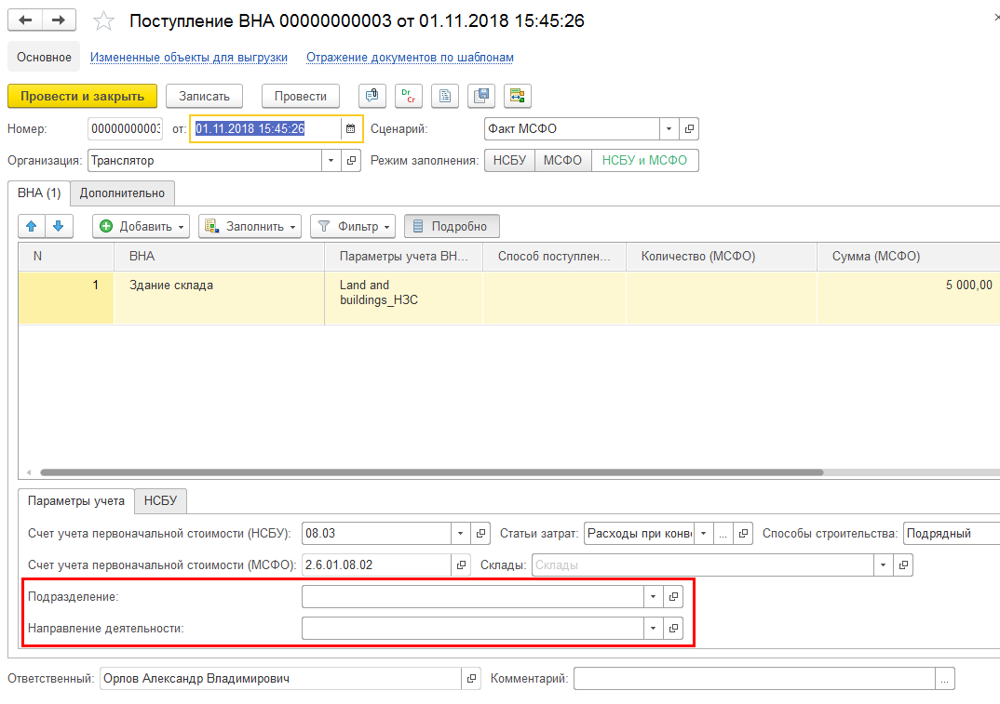 Поступление ВНА 00000000003 от 01.11.2018 15:45:26
Основное Измененные объекты для выгрузки Отражение документов по шаблонам
Провести и закрыть Записать Провести Dr Cr
Номер: 00000000003 от: 01.11.2018 15:45:26 Сценарий: Факт МСФО
Организация: Транслятор Режим заполнения: НСБУ МСФО НСБУ и МСФО
ВНА (1) Дополнительно
Добавить Заполнить Фильтр Подробно
N ВНА Параметры учета ВН... Способ поступлен... Количество (МСФО) Сумма (МСФО)
1 Здание склада Land and 5 000,00
buildings_НЗС
Параметры учета НСБУ
Счет учета первоначальной стоимости (НСБУ): 08.03 Статьи затрат: Расходы при конве ... Способы строительства: Подрядный
Счет учета первоначальной стоимости (МСФО): 2.6.01.08.02 Склады: Склады
Подразделение:
Направление деятельности:
Ответственный: Орлов Александр Владимирович Комментарий: ...